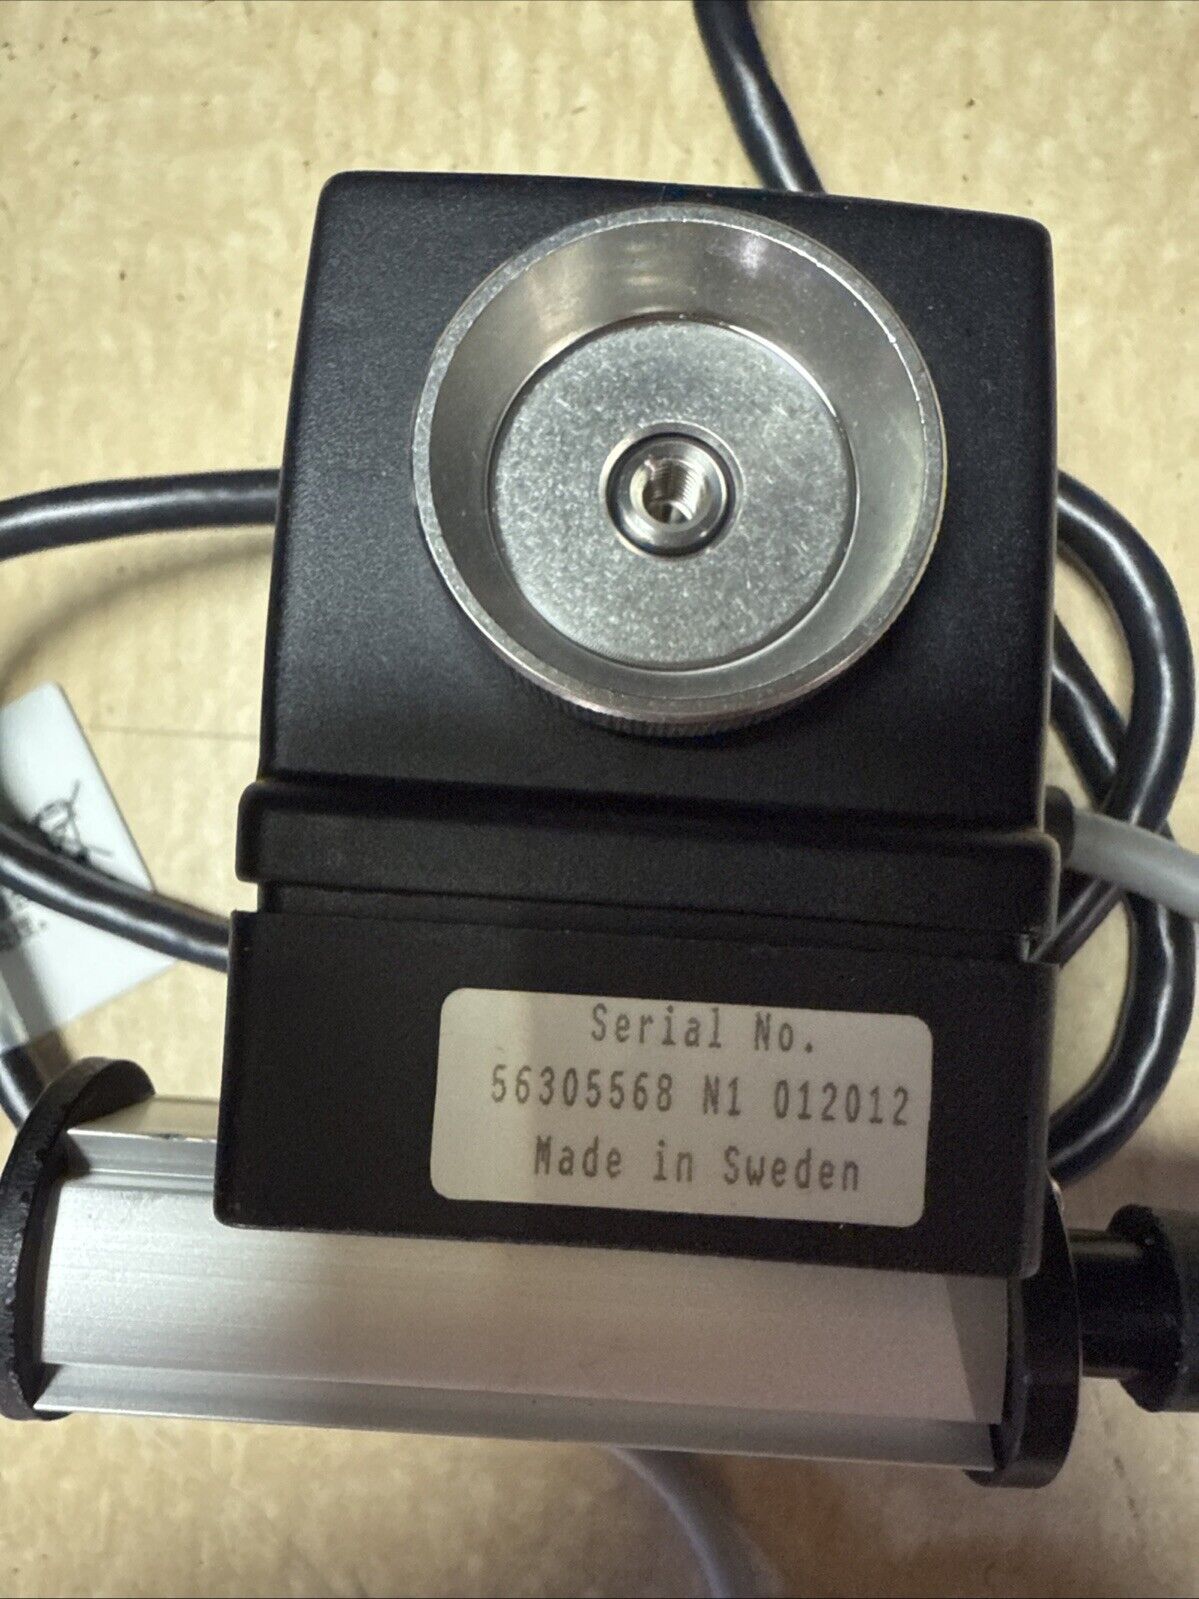 Serial No.
56305568 N1 012012
Made in Sweden